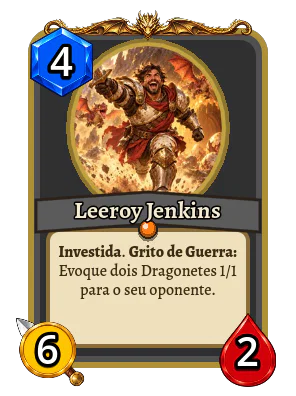 4
Leeroy Jenkins
Investida. Grito de Guerra:
Evoque dois Dragonetes 1/1
para o seu oponente.
6
2